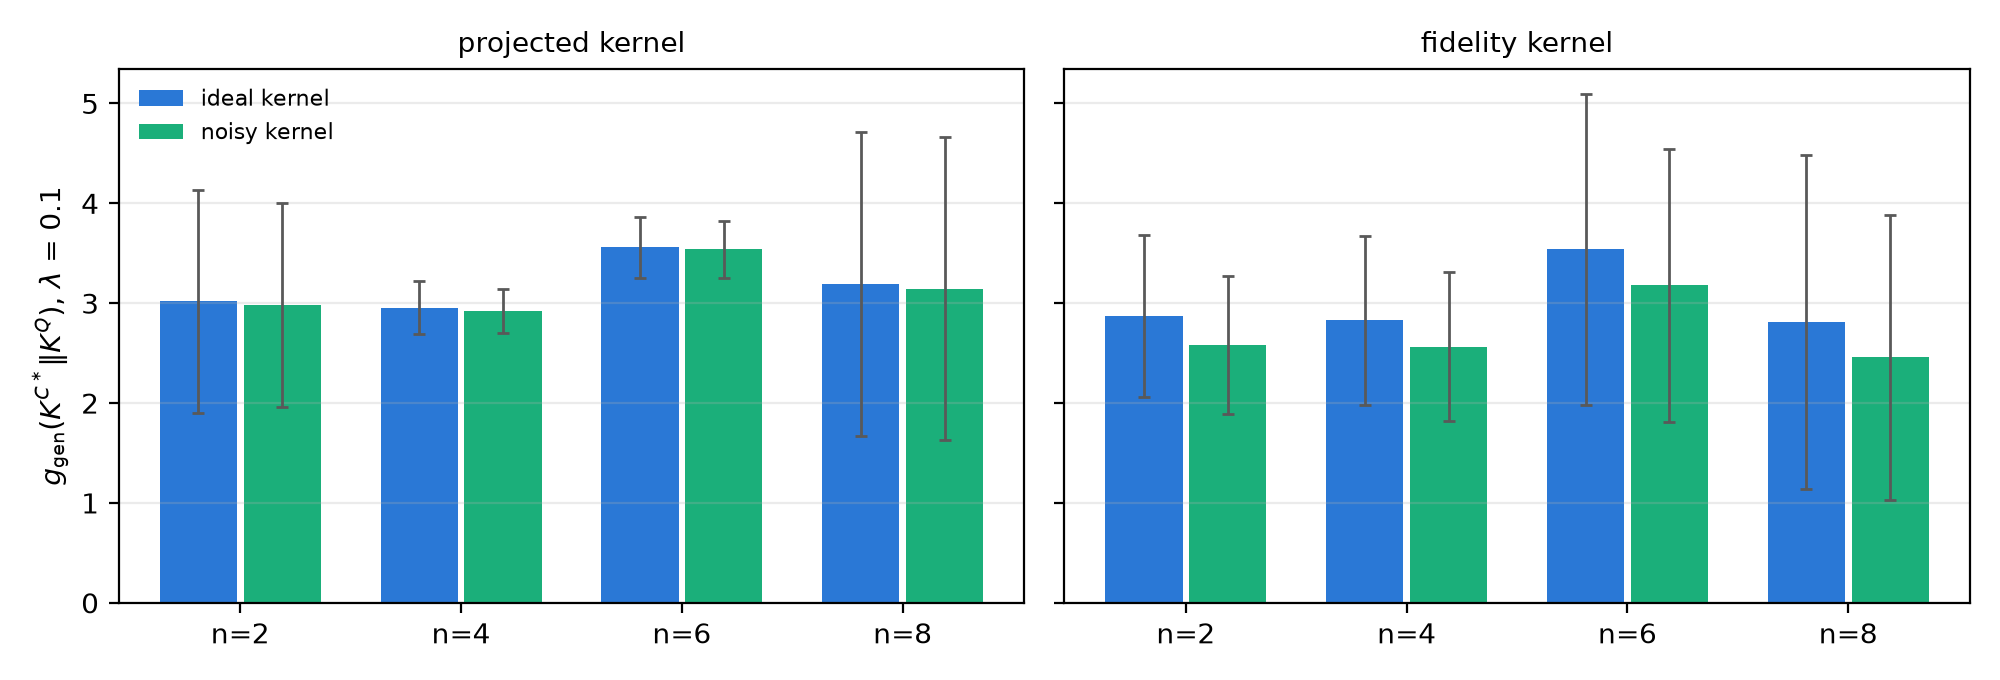 projected kernel
fidelity kernel
ideal kernel
noisy kernel
g_gen(K^{C*}‖K^Q), λ = 0.1
5
4
3
2
1
0
n=2
n=4
n=6
n=8
n=2
n=4
n=6
n=8